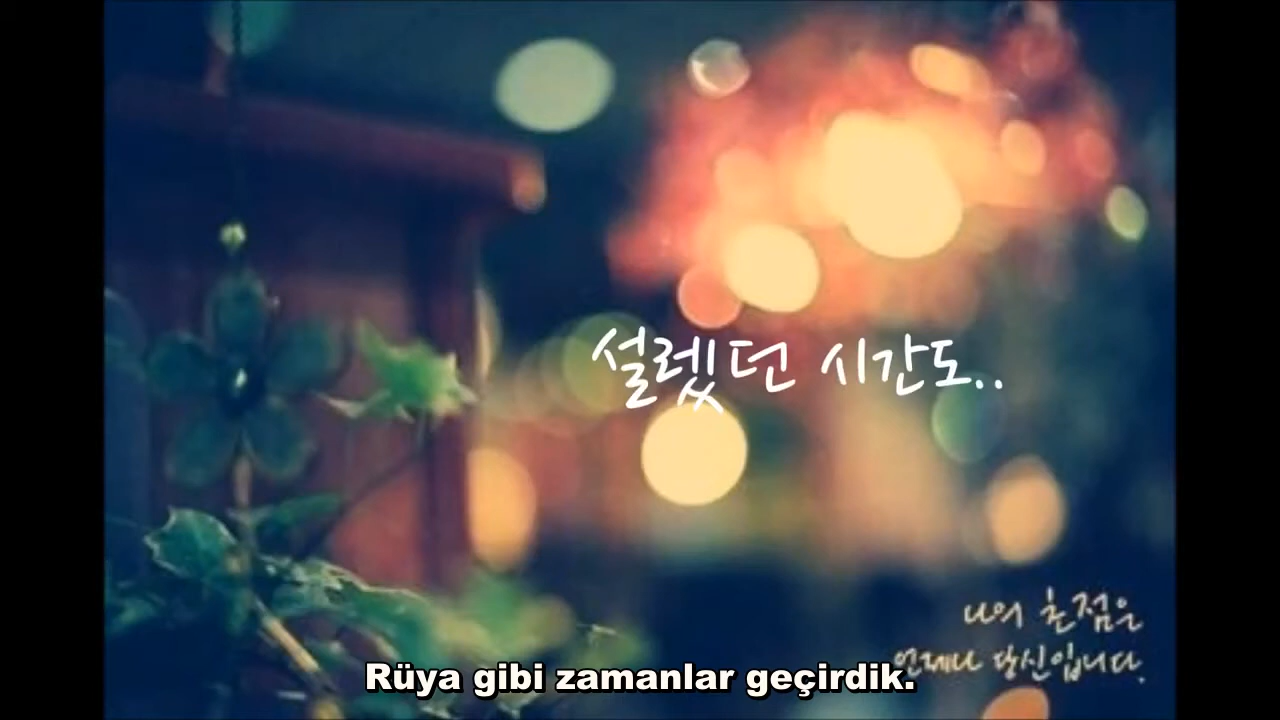 설렜던 시간도..
나의 초점은
언제나 당신입니다.
Rüya gibi zamanlar geçirdik.